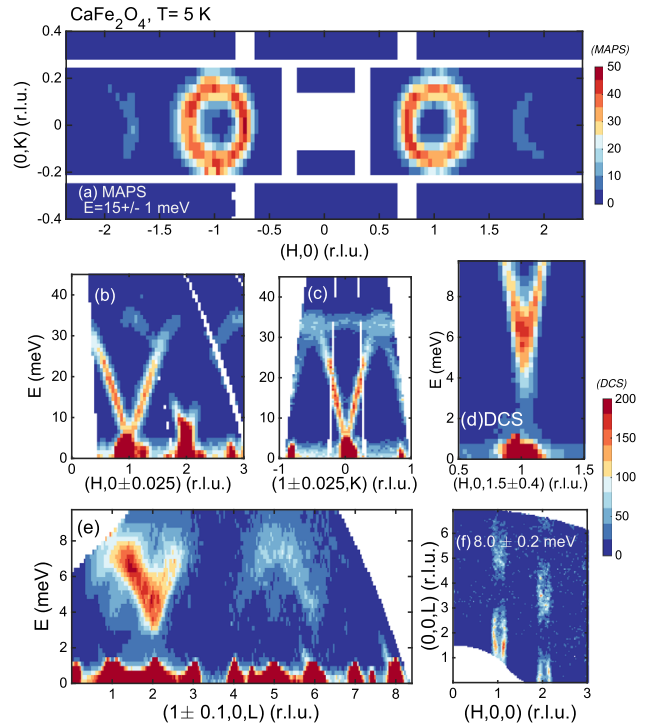 CaFe₂O₄, T= 5 K
(MAPS)
(0,K) (r.l.u.)
0.4
0.2
0
-0.2
-0.4
(a) MAPS
E=15+/- 1 meV
-2 -1.5 -1 -0.5 0 0.5 1 1.5 2
(H,0) (r.l.u.)
50
40
30
20
10
0
(b)
E (meV)
40
30
20
10
0
0 1 2 3
(H,0±0.025) (r.l.u.)
(c)
40
30
20
10
0
-1 0 1
(1±0.025,K) (r.l.u.)
(d)DCS
8
6
4
2
0
0.5 1 1.5
(H,0,1.5±0.4) (r.l.u.)
(DCS)
200
150
100
50
0
(e)
E (meV)
8
6
4
2
0
1 2 3 4 5 6 7 8
(1± 0.1,0,L) (r.l.u.)
(f) 8.0 ± 0.2 meV
(0,0,L) (r.l.u.)
6
5
4
3
2
1
0 1 2 3
(H,0,0) (r.l.u.)